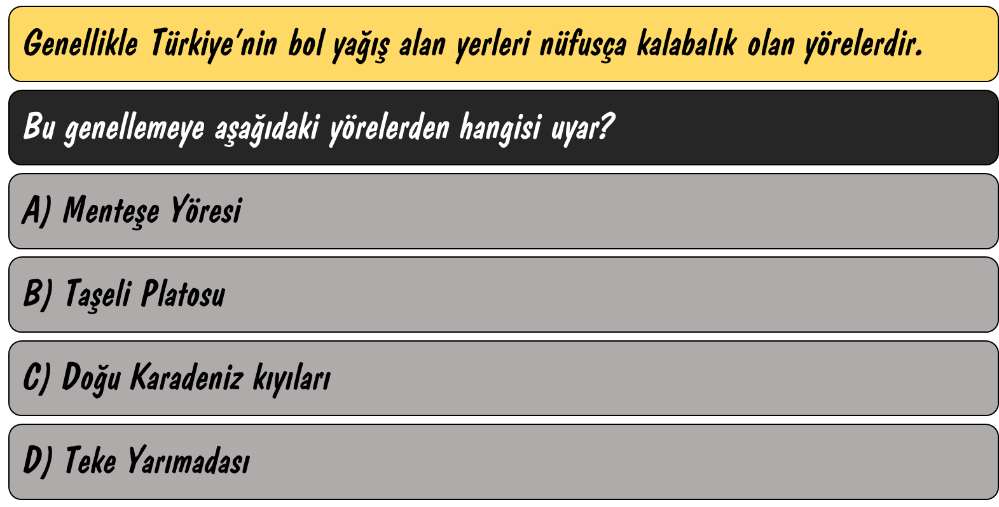 Genellikle Türkiye'nin bol yağış alan yerleri nüfusça kalabalık olan yörelerdir.
Bu genellemeye aşağıdaki yörelerden hangisi uyar?
A) Menteşe Yöresi
B) Taşeli Platosu
C) Doğu Karadeniz kıyıları
D) Teke Yarımadası